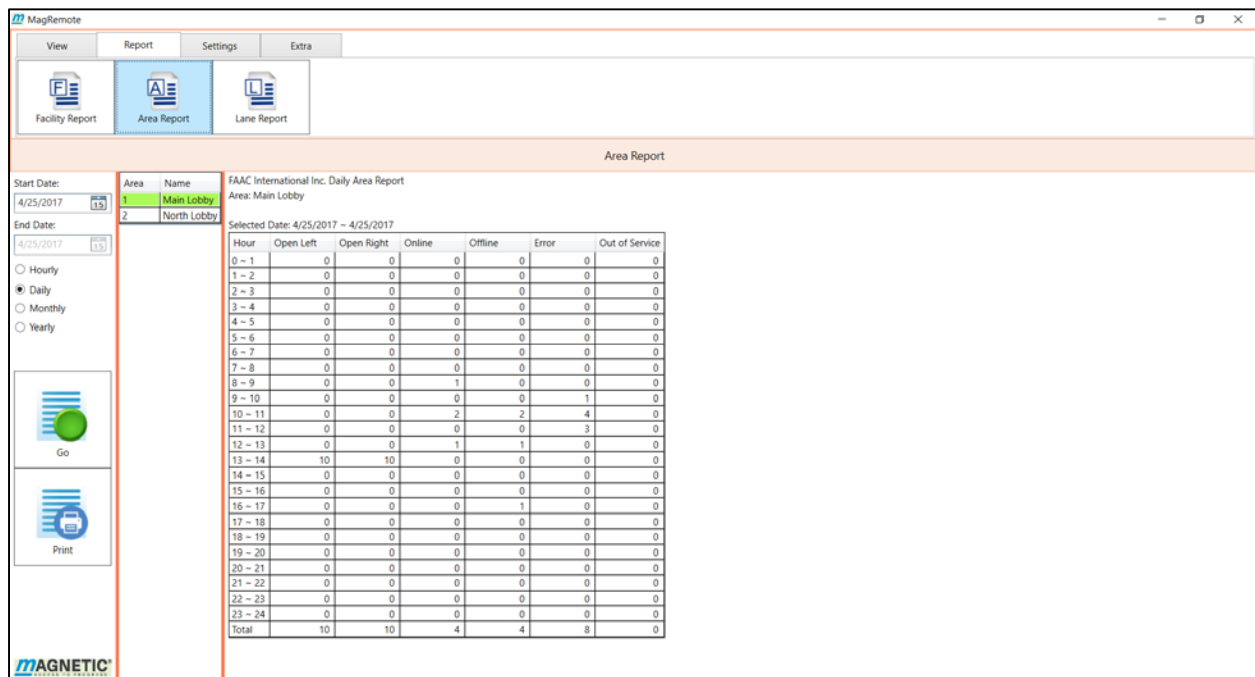 MagRemote
View Report Settings Extra
F A L
Facility Report Area Report Lane Report
Area Report
Start Date:
4/25/2017 15
End Date:
4/25/2017 15
Hourly
Daily
Monthly
Yearly
Go
Print
MAGNETIC
ACCESS TO PROGRESS
Area Name
1 Main Lobby
2 North Lobby
FAAC International Inc. Daily Area Report
Area: Main Lobby
Selected Date: 4/25/2017 ~ 4/25/2017
Hour Open Left Open Right Online Offline Error Out of Service
0 ~ 1 0 0 0 0 0 0
1 ~ 2 0 0 0 0 0 0
2 ~ 3 0 0 0 0 0 0
3 ~ 4 0 0 0 0 0 0
4 ~ 5 0 0 0 0 0 0
5 ~ 6 0 0 0 0 0 0
6 ~ 7 0 0 0 0 0 0
7 ~ 8 0 0 0 0 0 0
8 ~ 9 0 0 1 0 0 0
9 ~ 10 0 0 0 0 1 0
10 ~ 11 0 0 2 2 4 0
11 ~ 12 0 0 0 0 3 0
12 ~ 13 0 0 1 1 0 0
13 ~ 14 10 10 0 0 0 0
14 ~ 15 0 0 0 0 0 0
15 ~ 16 0 0 0 0 0 0
16 ~ 17 0 0 0 1 0 0
17 ~ 18 0 0 0 0 0 0
18 ~ 19 0 0 0 0 0 0
19 ~ 20 0 0 0 0 0 0
20 ~ 21 0 0 0 0 0 0
21 ~ 22 0 0 0 0 0 0
22 ~ 23 0 0 0 0 0 0
23 ~ 24 0 0 0 0 0 0
Total 10 10 4 4 8 0